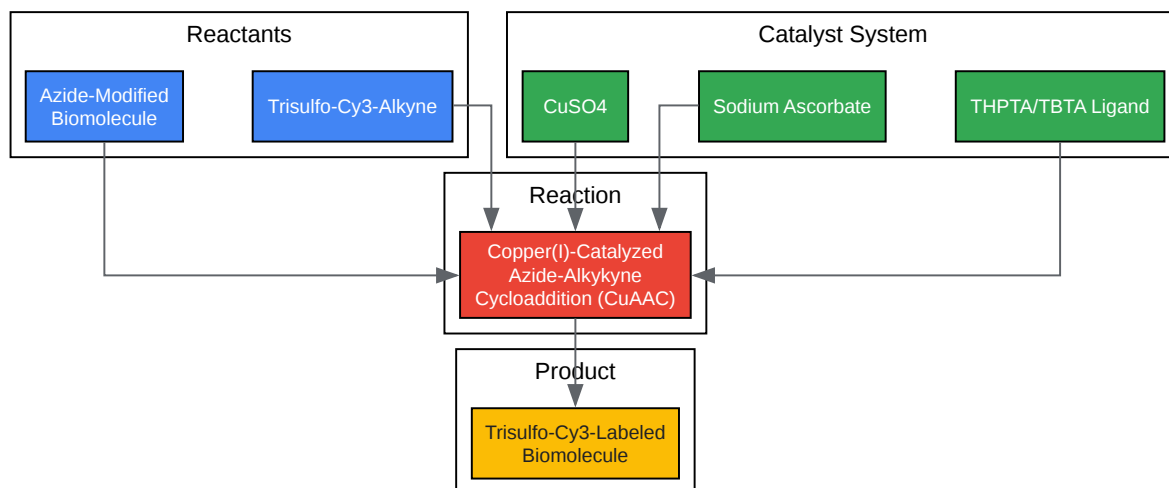 Reactants
Catalyst System
Azide-Modified
Biomolecule
Trisulfo-Cy3-Alkyne
CuSO4
Sodium Ascorbate
THPTA/TBTA Ligand
Reaction
Copper(I)-Catalyzed
Azide-Alkykyne
Cycloaddition (CuAAC)
Product
Trisulfo-Cy3-Labeled
Biomolecule